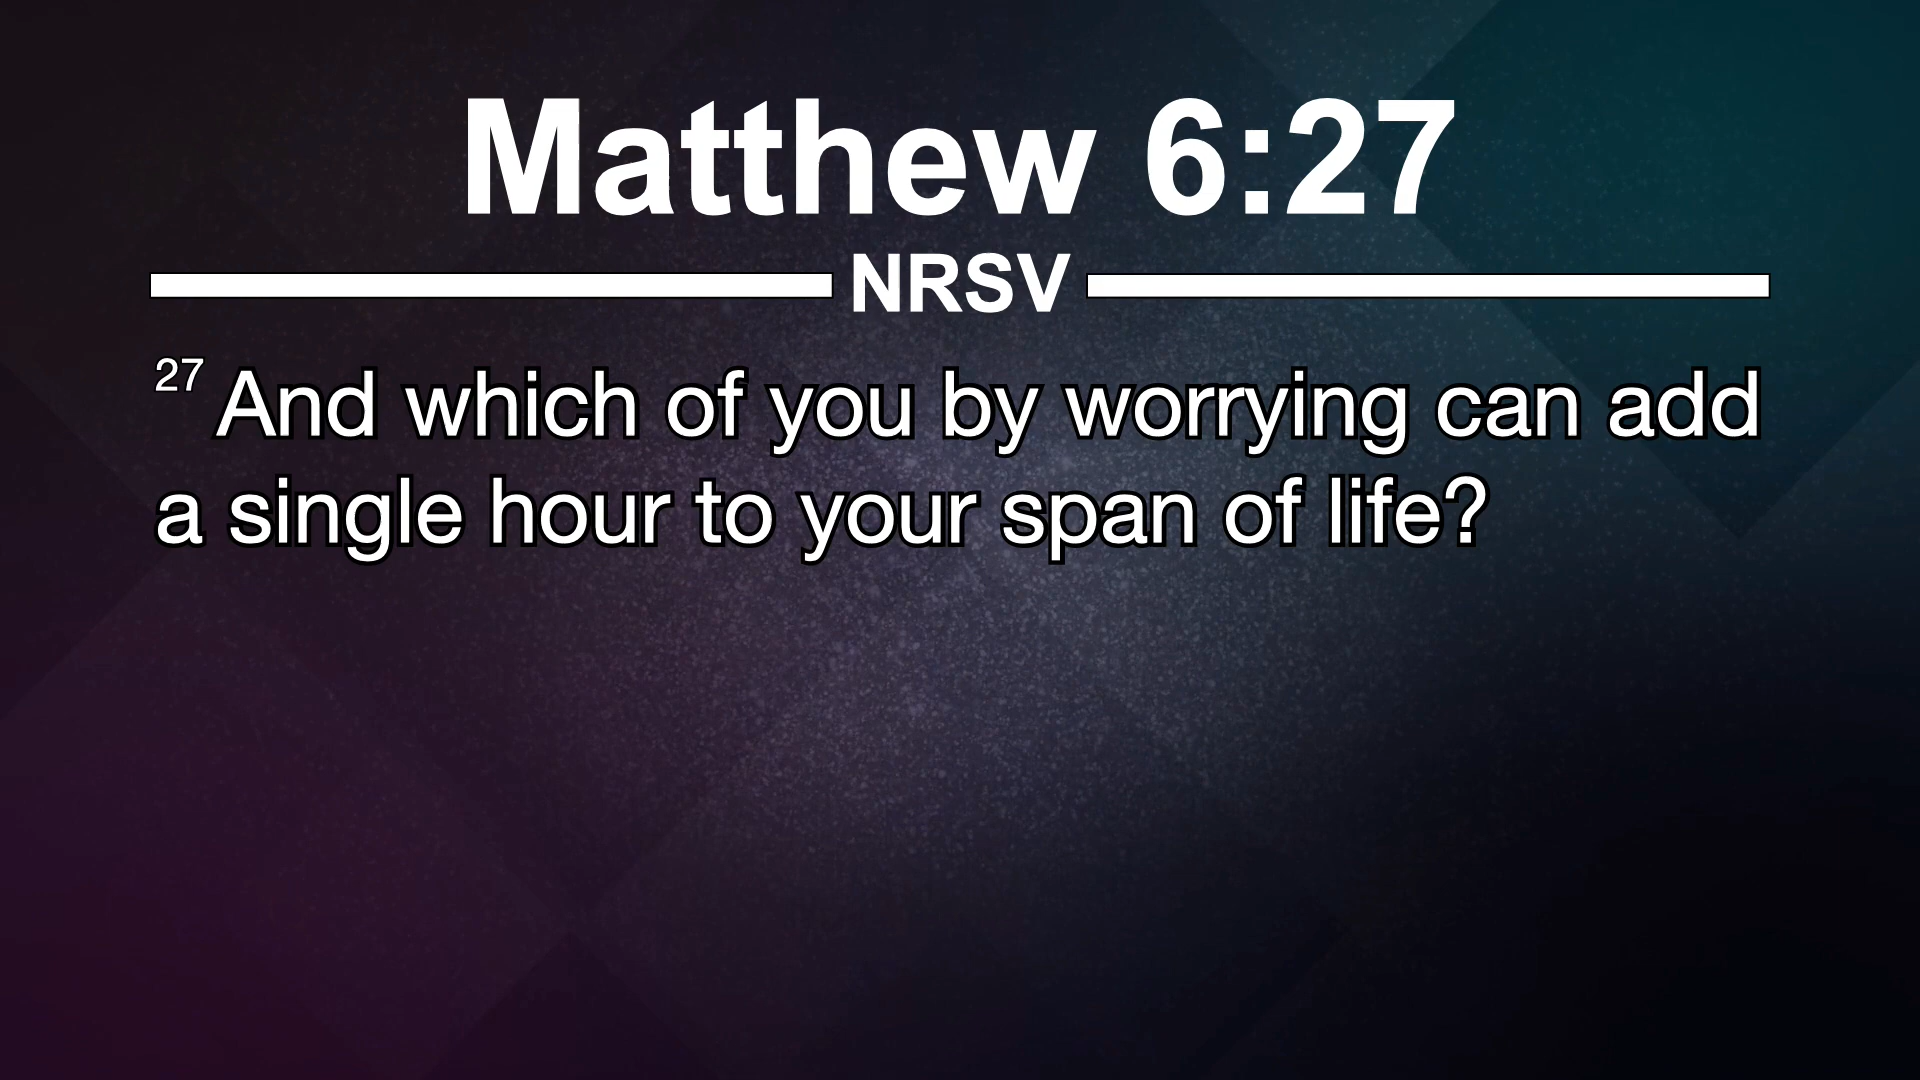 Matthew 6:27
NRSV
27 And which of you by worrying can add
a single hour to your span of life?